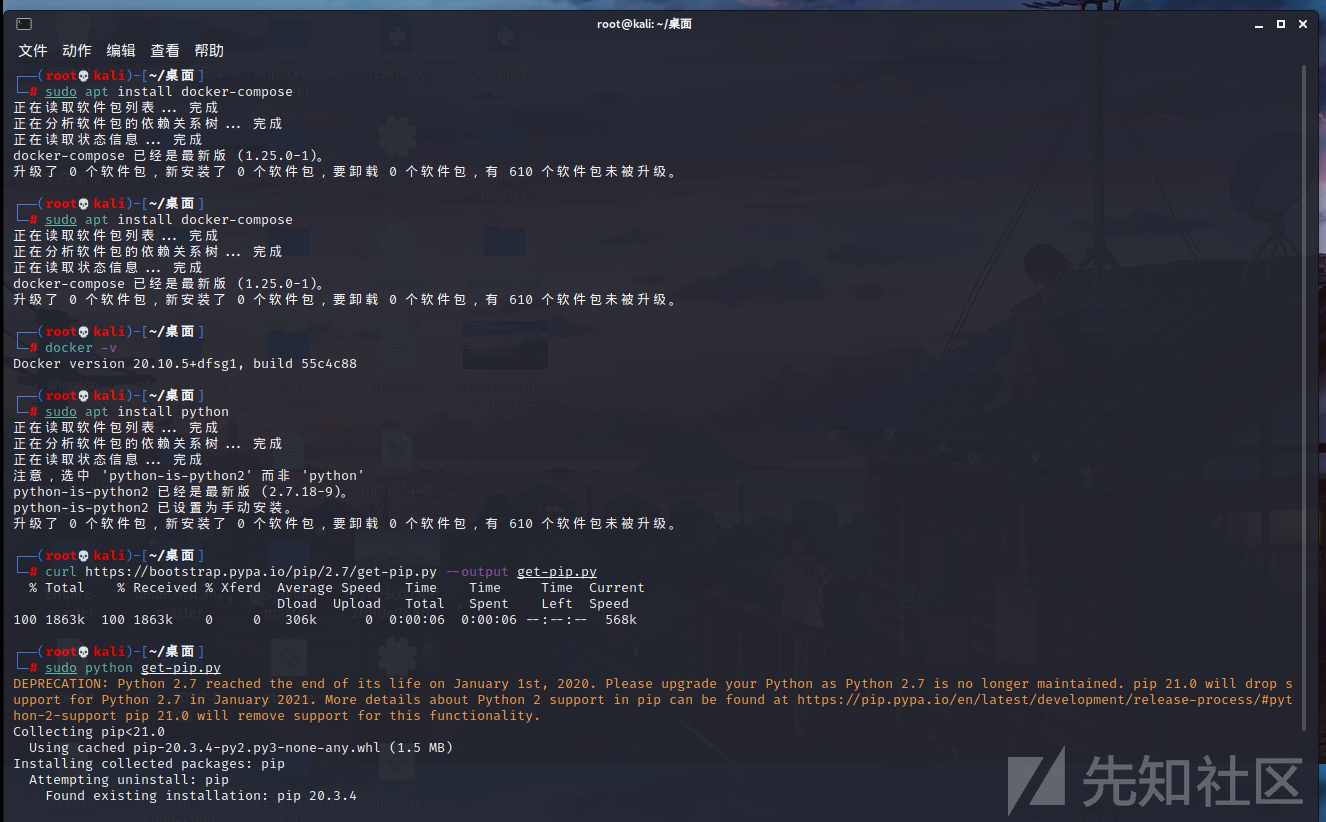 root@kali: ~/桌面
文件 动作 编辑 查看 帮助
┌──(root💀kali)-[~/桌面]
└─# sudo apt install docker-compose
正在读取软件包列表... 完成
正在分析软件包的依赖关系树... 完成
正在读取状态信息... 完成
docker-compose 已经是最新版 (1.25.0-1)。
升级了 0 个软件包，新安装了 0 个软件包，要卸载 0 个软件包，有 610 个软件包未被升级。
┌──(root💀kali)-[~/桌面]
└─# sudo apt install docker-compose
正在读取软件包列表... 完成
正在分析软件包的依赖关系树... 完成
正在读取状态信息... 完成
docker-compose 已经是最新版 (1.25.0-1)。
升级了 0 个软件包，新安装了 0 个软件包，要卸载 0 个软件包，有 610 个软件包未被升级。
┌──(root💀kali)-[~/桌面]
└─# docker -v
Docker version 20.10.5+dfsg1, build 55c4c88
┌──(root💀kali)-[~/桌面]
└─# sudo apt install python
正在读取软件包列表... 完成
正在分析软件包的依赖关系树... 完成
正在读取状态信息... 完成
注意，选中 'python-is-python2' 而非 'python'
python-is-python2 已经是最新版 (2.7.18-9)。
python-is-python2 已设置为手动安装。
升级了 0 个软件包，新安装了 0 个软件包，要卸载 0 个软件包，有 610 个软件包未被升级。
┌──(root💀kali)-[~/桌面]
└─# curl https://bootstrap.pypa.io/pip/2.7/get-pip.py --output get-pip.py
% Total % Received % Xferd Average Speed Time Time Time Current
Dload Upload Total Spent Left Speed
100 1863k 100 1863k 0 0 306k 0 0:00:06 0:00:06 --:--:-- 568k
┌──(root💀kali)-[~/桌面]
└─# sudo python get-pip.py
DEPRECATION: Python 2.7 reached the end of its life on January 1st, 2020. Please upgrade your Python as Python 2.7 is no longer maintained. pip 21.0 will drop s
upport for Python 2.7 in January 2021. More details about Python 2 support in pip can be found at https://pip.pypa.io/en/latest/development/release-process/#pyt
hon-2-support pip 21.0 will remove support for this functionality.
Collecting pip<21.0
Using cached pip-20.3.4-py2.py3-none-any.whl (1.5 MB)
Installing collected packages: pip
Attempting uninstall: pip
Found existing installation: pip 20.3.4
先知社区